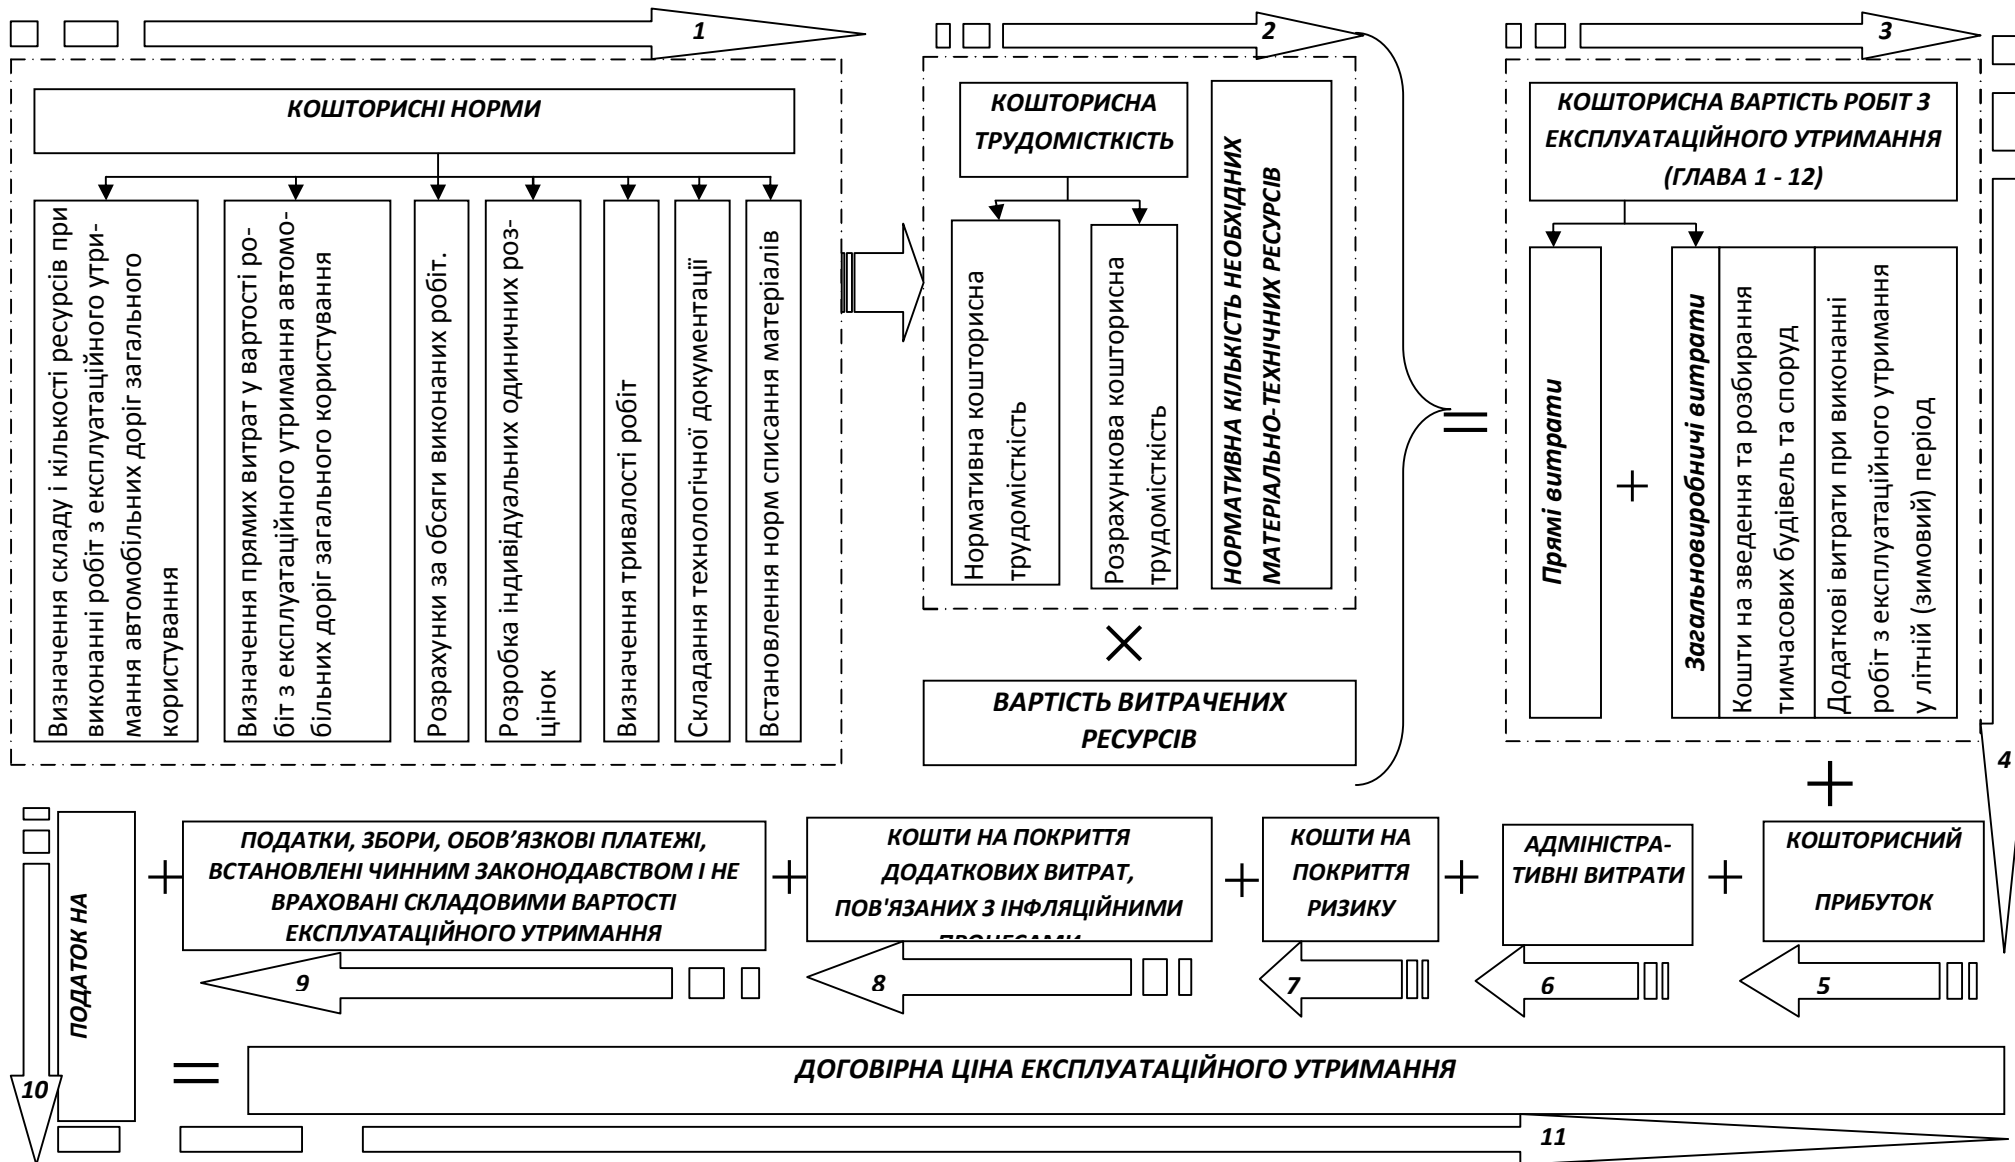 1
2
3
КОШТОРИСНІ НОРМИ
Визначення складу і кількості ресурсів при
виконанні робіт з експлуатаційного утри-
мання автомобільних доріг загального
користування
Визначення прямих витрат у вартості ро-
біт з експлуатаційного утримання автомо-
більних доріг загального користування
Розрахунки за обсяги виконаних робіт.
Розробка індивідуальних одиничних роз-
цінок
Визначення тривалості робіт
Складання технологічної документації
Встановлення норм списання матеріалів
КОШТОРИСНА
ТРУДОМІСТКІСТЬ
Нормативна кошторисна
трудомісткість
Розрахункова кошторисна
трудомісткість
НОРМАТИВНА КІЛЬКІСТЬ НЕОБХІДНИХ
МАТЕРІАЛЬНО-ТЕХНІЧНИХ РЕСУРСІВ
×
ВАРТІСТЬ ВИТРАЧЕНИХ
РЕСУРСІВ
=
КОШТОРИСНА ВАРТІСТЬ РОБІТ З
ЕКСПЛУАТАЦІЙНОГО УТРИМАННЯ
(ГЛАВА 1 - 12)
Прямі витрати
+
Загальновиробничі витрати
Кошти на зведення та розбирання
тимчасових будівель та споруд
Додаткові витрати при виконанні
робіт з експлуатаційного утримання
у літній (зимовий) період
4
+
КОШТОРИСНИЙ
ПРИБУТОК
5
+
АДМІНІСТРА-
ТИВНІ ВИТРАТИ
6
+
КОШТИ НА
ПОКРИТТЯ
РИЗИКУ
7
+
КОШТИ НА ПОКРИТТЯ
ДОДАТКОВИХ ВИТРАТ,
ПОВ'ЯЗАНИХ З ІНФЛЯЦІЙНИМИ
ПРОЦЕСАМИ
8
+
ПОДАТКИ, ЗБОРИ, ОБОВ’ЯЗКОВІ ПЛАТЕЖІ,
ВСТАНОВЛЕНІ ЧИННИМ ЗАКОНОДАВСТВОМ І НЕ
ВРАХОВАНІ СКЛАДОВИМИ ВАРТОСТІ
ЕКСПЛУАТАЦІЙНОГО УТРИМАННЯ
9
+
ПОДАТОК НА
10
=
ДОГОВІРНА ЦІНА ЕКСПЛУАТАЦІЙНОГО УТРИМАННЯ
11